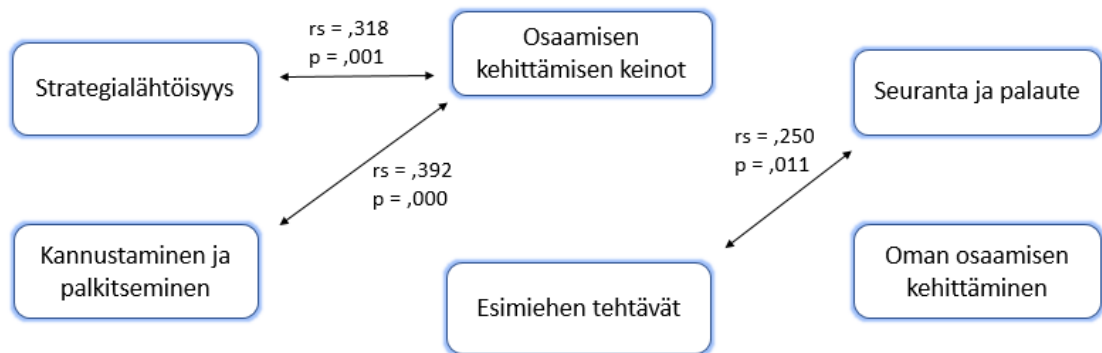 rs = ,318
p = ,001
Strategialähtöisyys
Osaamisen
kehittämisen keinot
Seuranta ja palaute
rs = ,250
p = ,011
rs = ,392
p = ,000
Kannustaminen ja
palkitseminen
Esimiehen tehtävät
Oman osaamisen
kehittäminen